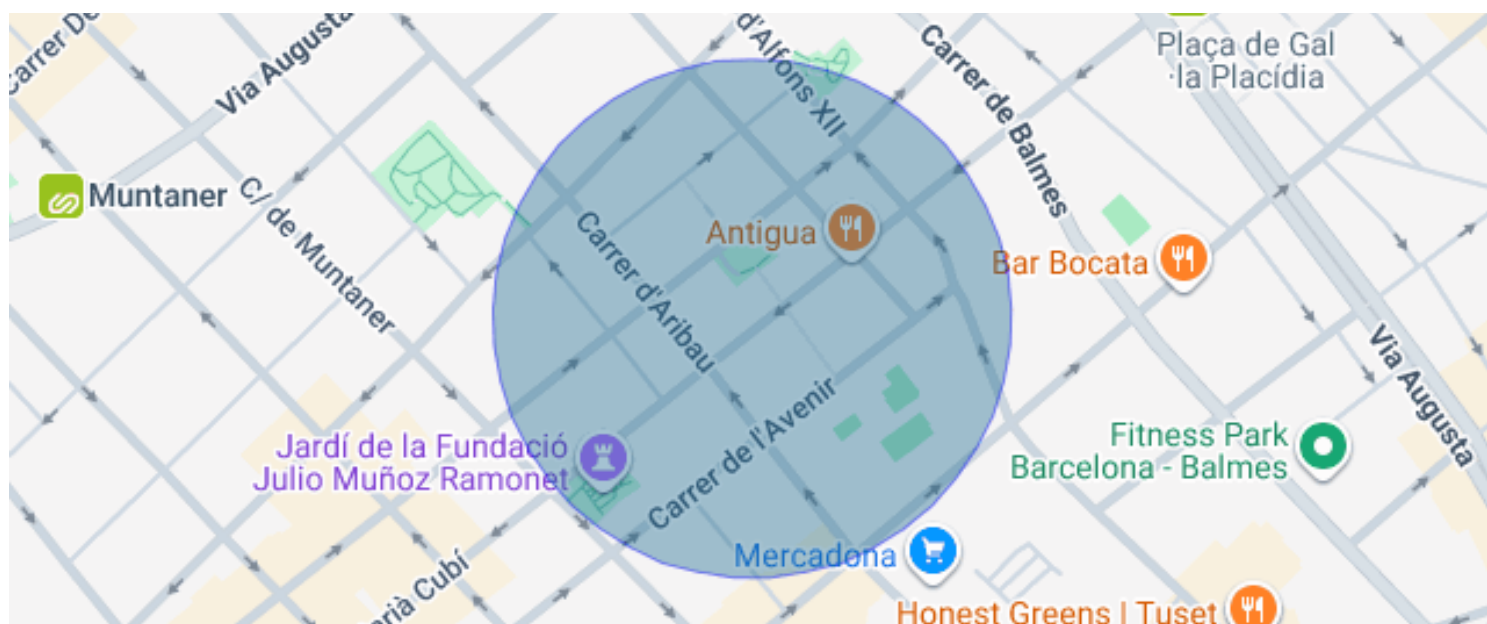 Carrer De
Via Augusta
d'Alfons XII
Carrer de Balmes
Plaça de Gal
·la Placídia
Muntaner
C/ de Muntaner
Carrer d'Aribau
Antigua
Bar Bocata
Via Augusta
Jardí de la Fundació
Julio Muñoz Ramonet
Carrer de l'Avenir
Fitness Park
Barcelona - Balmes
Mercadona
arià Cubí
Honest Greens | Tuset